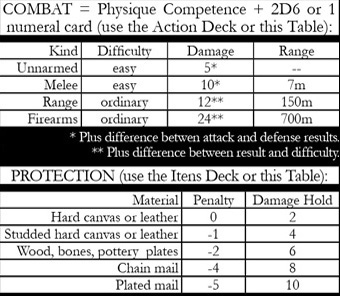 COMBAT = Physique Competence + 2D6 or 1
numeral card (use the Action Deck or this Table):
Kind Difficulty Damage Range
Unnarmed easy 5* --
Melee easy 10* 7m
Range ordinary 12** 150m
Firearms ordinary 24** 700m
* Plus difference betwen attack and defense results.
** Plus difference between result and difficulty.
PROTECTION (use the Itens Deck or this Table):
Material Penalty Damage Hold
Hard canvas or leather 0 2
Studded hard canvas or leather -1 4
Wood, bones, pottery plates -2 6
Chain mail -4 8
Plated mail -5 10